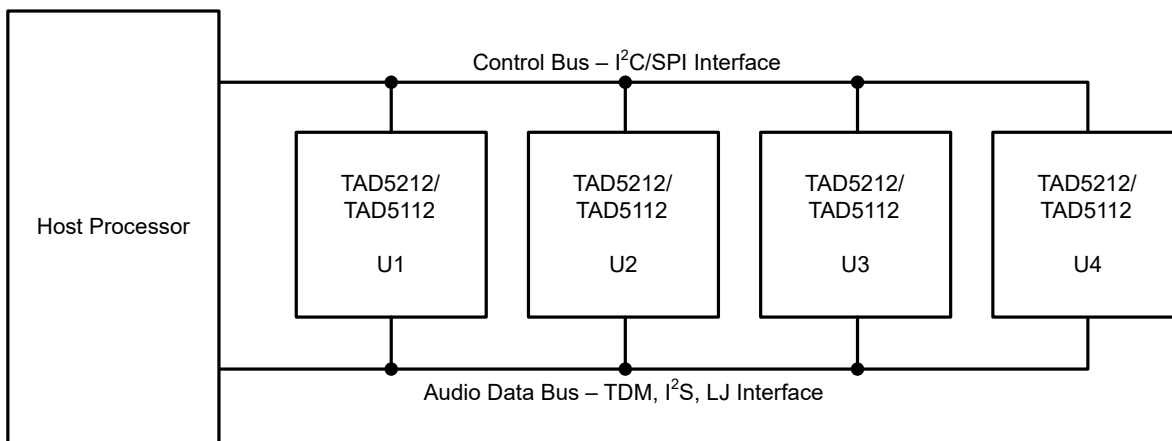 Control Bus – I²C/SPI Interface
Host Processor
TAD5212/
TAD5112
U1
TAD5212/
TAD5112
U2
TAD5212/
TAD5112
U3
TAD5212/
TAD5112
U4
Audio Data Bus – TDM, I²S, LJ Interface